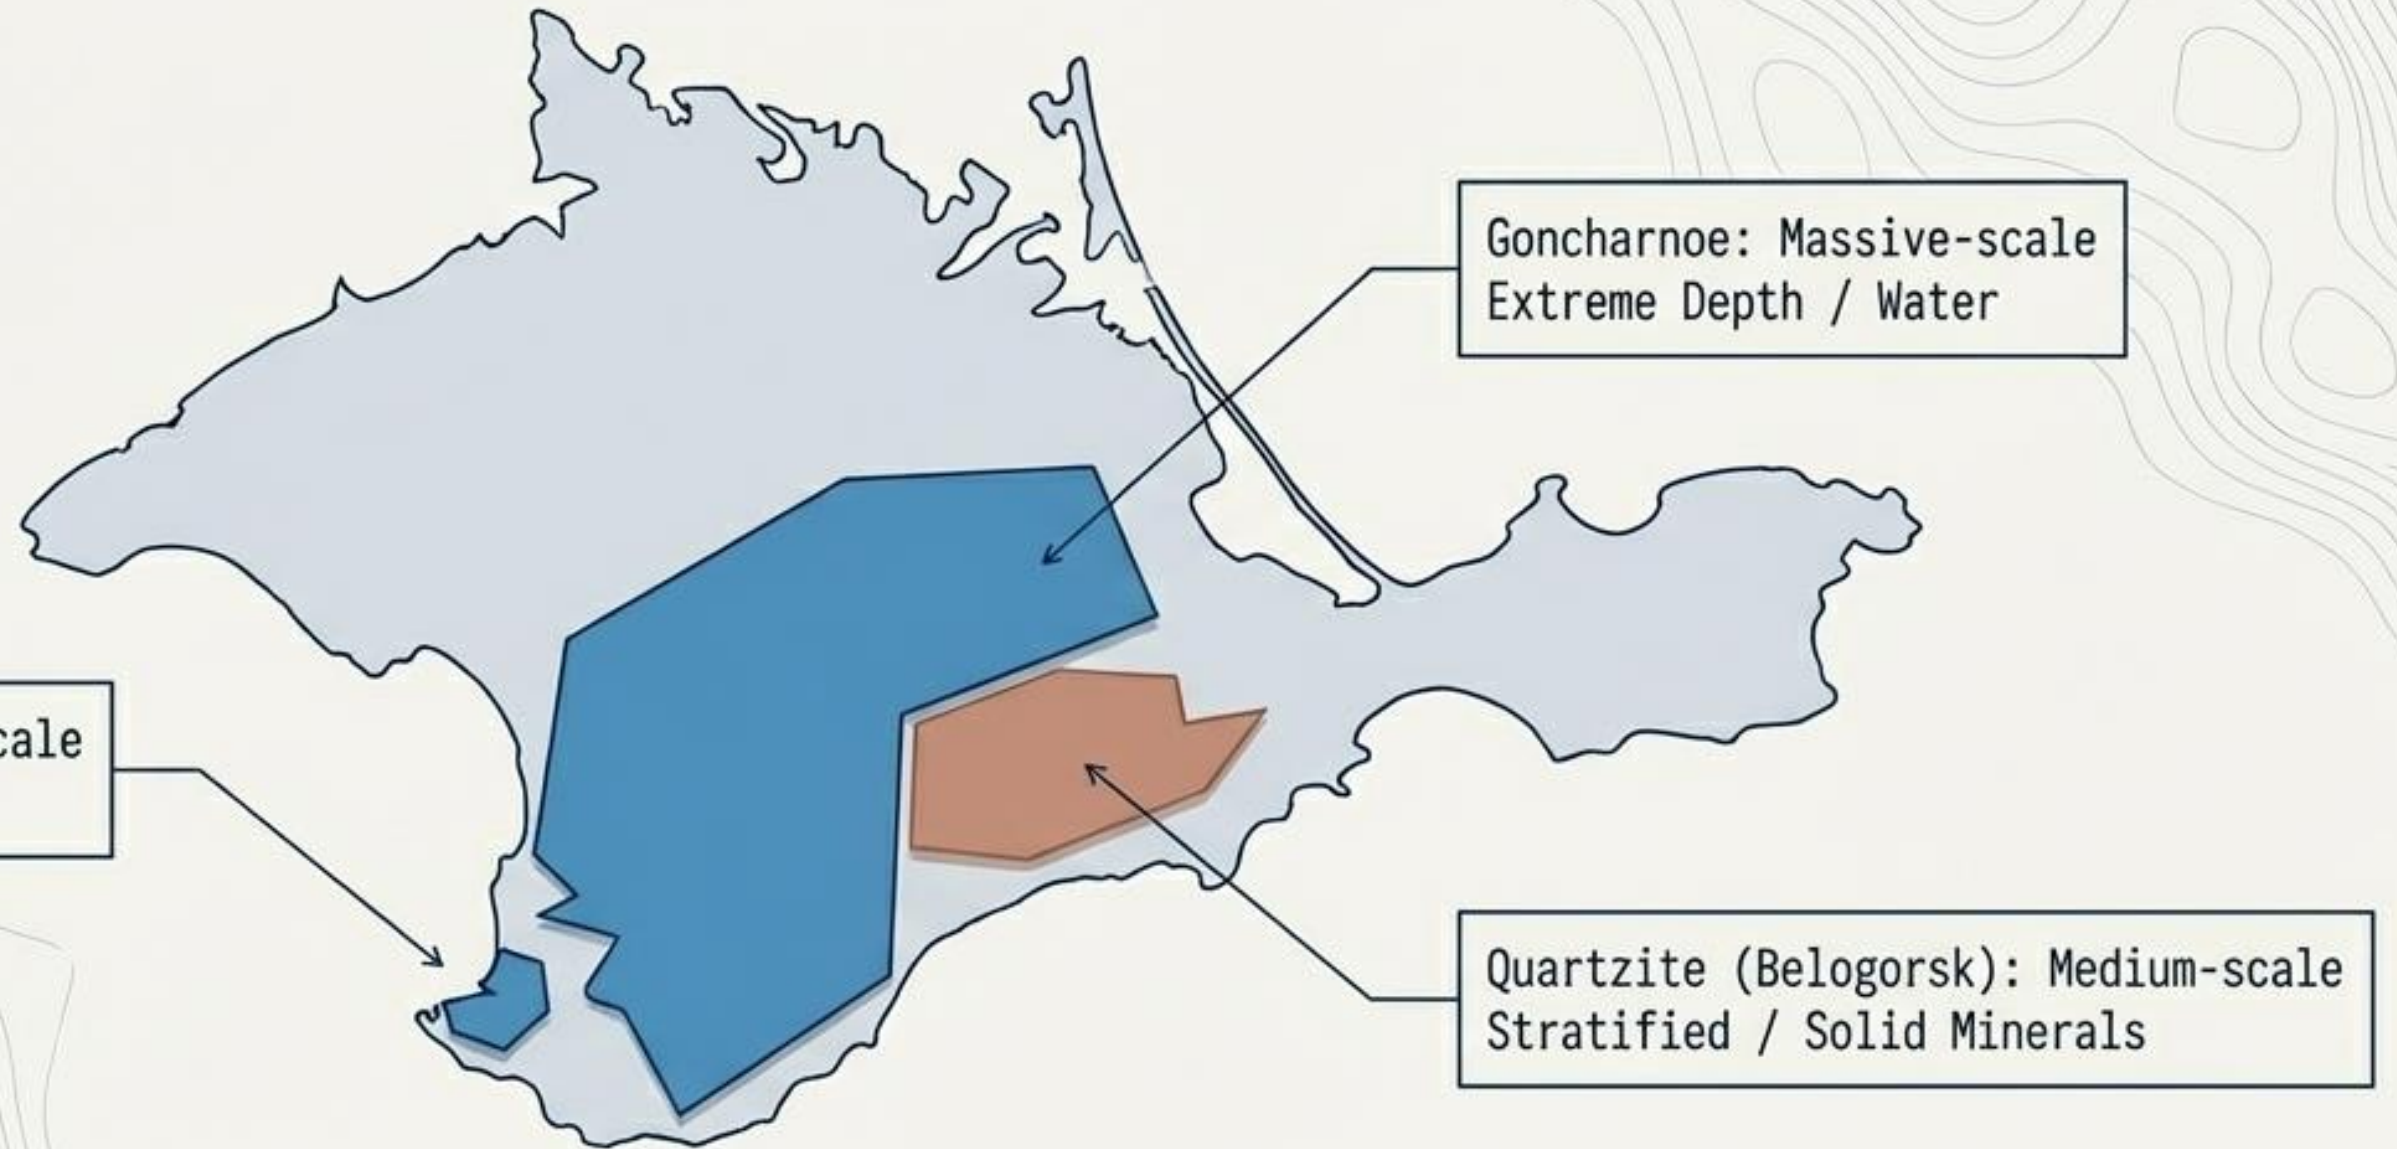 Goncharnoe: Massive-scale
Extreme Depth / Water
cale
Quartzite (Belogorsk): Medium-scale
Stratified / Solid Minerals